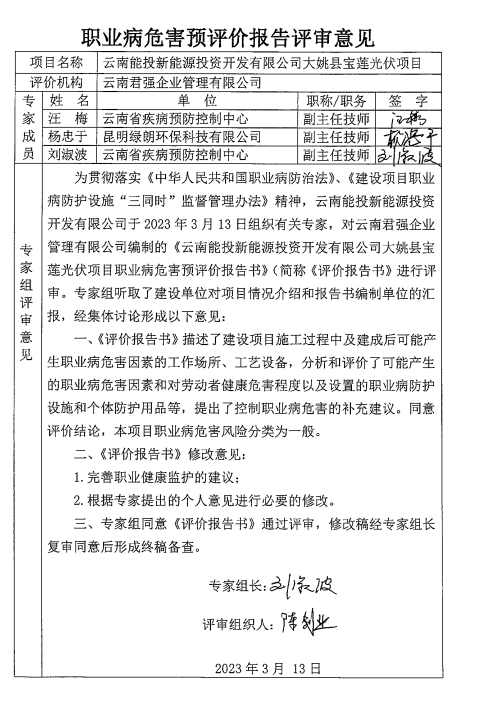 职业病危害预评价报告评审意见
项目名称 云南能投新能源投资开发有限公司大姚县宝莲光伏项目
评价机构 云南君强企业管理有限公司
专家成员 姓 名 单 位 职称/职务 签 字
汪 梅 云南省疾病预防控制中心 副主任技师 汪梅
杨忠于 昆明绿朗环保科技有限公司 副主任技师
刘淑波 云南省疾病预防控制中心 副主任技师 刘淑波
专家组评审意见
为贯彻落实《中华人民共和国职业病防治法》、《建设项目职业
病防护设施“三同时”监督管理办法》精神，云南能投新能源投资
开发有限公司于 2023 年 3 月 13 日组织有关专家，对云南君强企业
管理有限公司编制的《云南能投新能源投资开发有限公司大姚县宝
莲光伏项目职业病危害预评价报告书》（简称《评价报告书》进行评
审。专家组听取了建设单位对项目情况介绍和报告书编制单位的汇
报，经集体讨论形成以下意见：
一、《评价报告书》描述了建设项目施工过程中及建成后可能产
生职业病危害因素的工作场所、工艺设备，分析和评价了可能产生
的职业病危害因素和对劳动者健康危害程度以及设置的职业病防护
设施和个体防护用品等，提出了控制职业病危害的补充建议。同意
评价结论，本项目职业病危害风险分类为一般。
二、《评价报告书》修改意见：
1.完善职业健康监护的建议；
2.根据专家提出的个人意见进行必要的修改。
三、专家组同意《评价报告书》通过评审，修改稿经专家组长
复审同意后形成终稿备查。
专家组长：刘淑波
评审组织人：陈剑业
2023 年 3 月 13 日